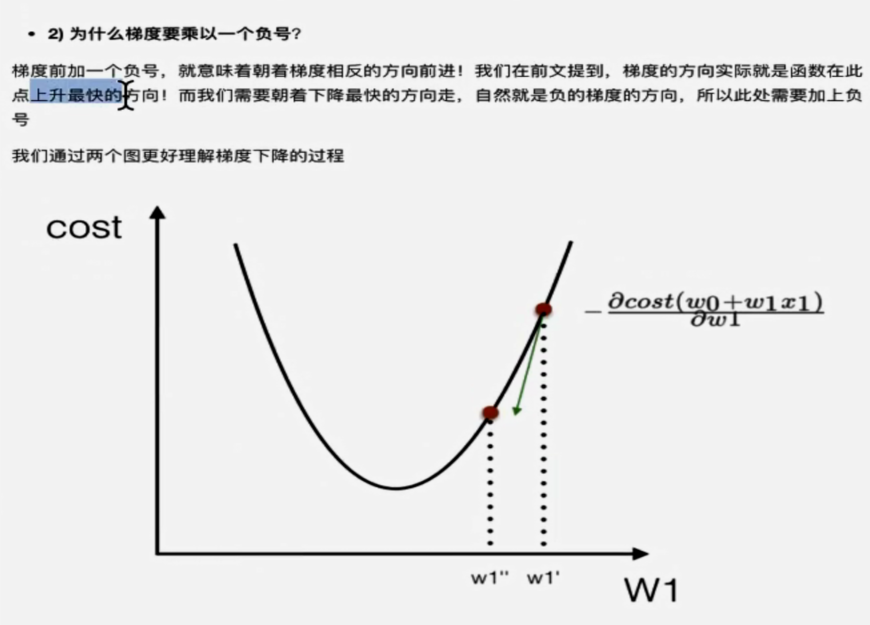 • 2) 为什么梯度要乘以一个负号?
梯度前加一个负号，就意味着朝着梯度相反的方向前进！我们在前文提到，梯度的方向实际就是函数在此
点上升最快的方向！而我们需要朝着下降最快的方向走，自然就是负的梯度的方向，所以此处需要加上负
号
我们通过两个图更好理解梯度下降的过程
cost
−∂cost(w0+w1x1)
∂w1
w1'' w1'
W1